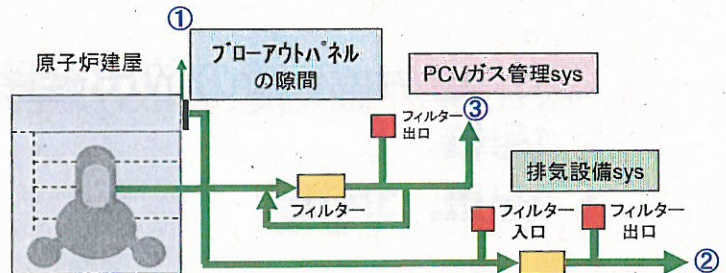 ①
原子炉建屋
ブローアウトパネル
の隙間
PCVガス管理sys
フィルター
出口
③
排気設備sys
フィルター
フィルター
入口
フィルター
出口
②